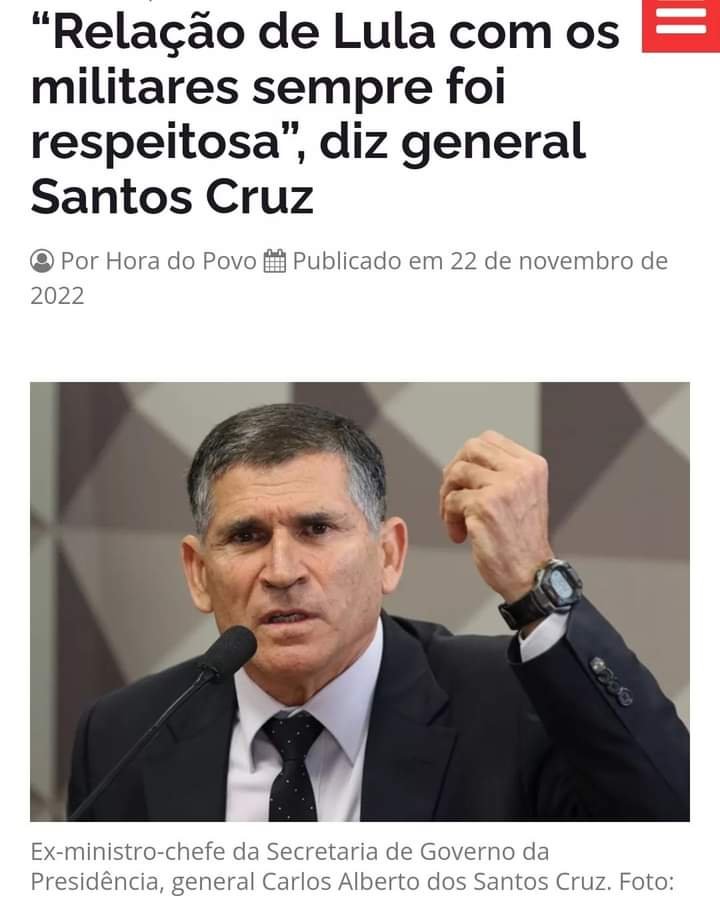 “Relação de Lula com os
militares sempre foi
respeitosa”, diz general
Santos Cruz
Por Hora do Povo Publicado em 22 de novembro de
2022
Ex-ministro-chefe da Secretaria de Governo da
Presidência, general Carlos Alberto dos Santos Cruz. Foto: